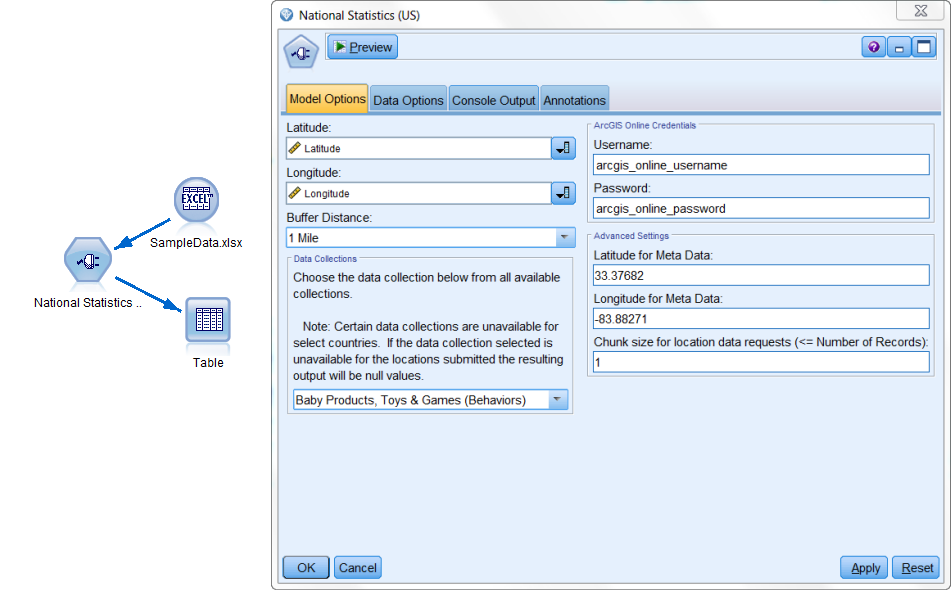 EXCEL™
SampleData.xlsx
National Statistics ..
Table
National Statistics (US)
Preview
Model Options
Data Options
Console Output
Annotations
Latitude:
Latitude
Longitude:
Longitude
Buffer Distance:
1 Mile
Data Collections
Choose the data collection below from all available
collections.
Note: Certain data collections are unavailable for
select countries. If the data collection selected is
unavailable for the locations submitted the resulting
output will be null values.
Baby Products, Toys & Games (Behaviors)
ArcGIS Online Credentials
Username:
arcgis_online_username
Password:
arcgis_online_password
Advanced Settings
Latitude for Meta Data:
33.37682
Longitude for Meta Data:
-83.88271
Chunk size for location data requests (<= Number of Records):
1
OK
Cancel
Apply
Reset